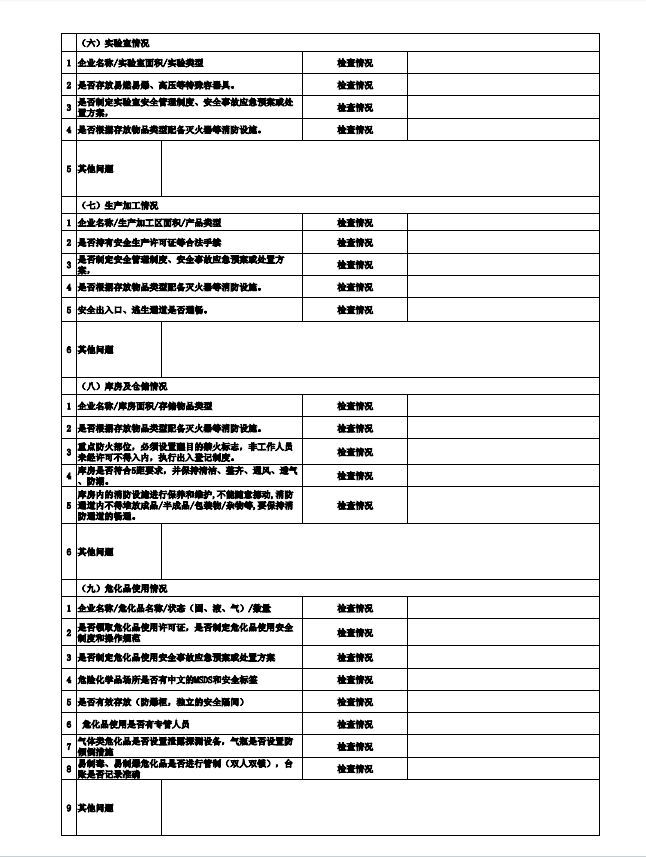 （六）实验室情况
1 企业名称/实验室面积/实验类型 检查情况
2 是否存放易燃易爆、高压等特殊容器具。 检查情况
3 是否制定实验室安全管理制度、安全事故应急预案或处
置方案， 检查情况
4 是否根据存放物品类型配备灭火器等消防设施。 检查情况
5 其他问题
（七）生产加工情况
1 企业名称/生产加工区面积/产品类型 检查情况
2 是否持有安全生产许可证等合法手续 检查情况
3 是否制定安全管理制度、安全事故应急预案或处置方
案， 检查情况
4 是否根据存放物品类型配备灭火器等消防设施。 检查情况
5 安全出入口、逃生通道是否通畅。 检查情况
6 其他问题
（八）库房及仓储情况
1 企业名称/库房面积/存储物品类型 检查情况
2 是否根据存放物品类型配备灭火器等消防设施。 检查情况
3 重点防火部位，必须设置醒目的禁火标志，非工作人员
未经许可不得入内，执行出入登记制度。 检查情况
4 库房是否符合5距要求，并保持清洁、整齐、通风、透气
、防潮。 检查情况
5 库房内的消防设施进行保养和维护,不能随意挪动,消防
通道内不得堆放成品/半成品/包装物/杂物等,要保持消
防通道的畅通。 检查情况
6 其他问题
（九）危化品使用情况
1 企业名称/危化品名称/状态（固、液、气）/数量 检查情况
2 是否领取危化品使用许可证，是否制定危化品使用安全
制度和操作规范 检查情况
3 是否制定危化品使用安全事故应急预案或处置方案 检查情况
4 危险化学品场所是否有中文的MSDS和安全标签 检查情况
5 是否有效存放（防爆柜，独立的安全隔间） 检查情况
6 危化品使用是否有专管人员 检查情况
7 气体类危化品是否设置泄露探测设备，气瓶是否设置防
倾倒措施 检查情况
8 易制毒、易制爆危化品是否进行管制（双人双锁），台
账是否记录准确 检查情况
9 其他问题